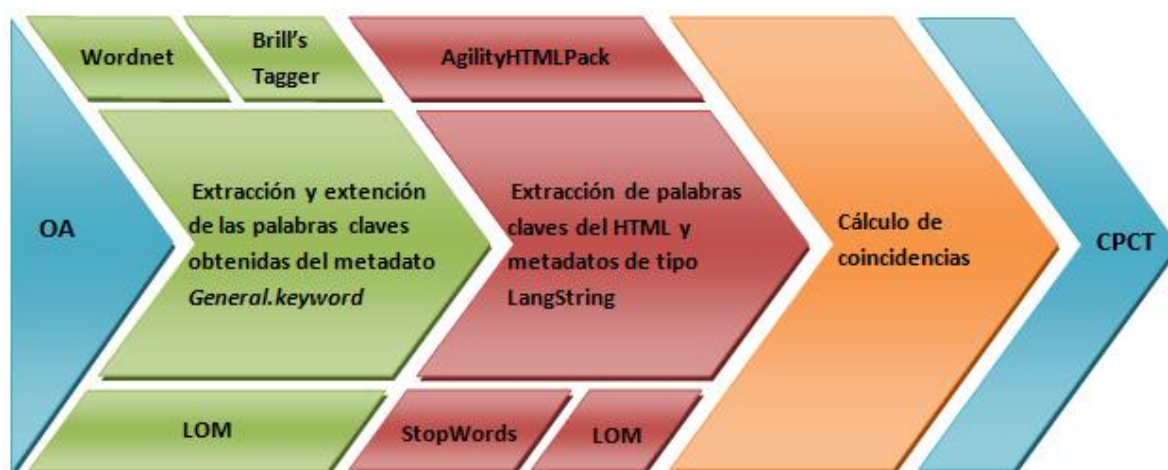 Wordnet
Brill's
Tagger
AgilityHTMLPack
OA
Extracción y extención
de las palabras claves
obtenidas del metadato
General.keyword
Extracción de palabras
claves del HTML y
metadatos de tipo
LangString
Cálculo de
coincidencias
CPCT
LOM
StopWords
LOM